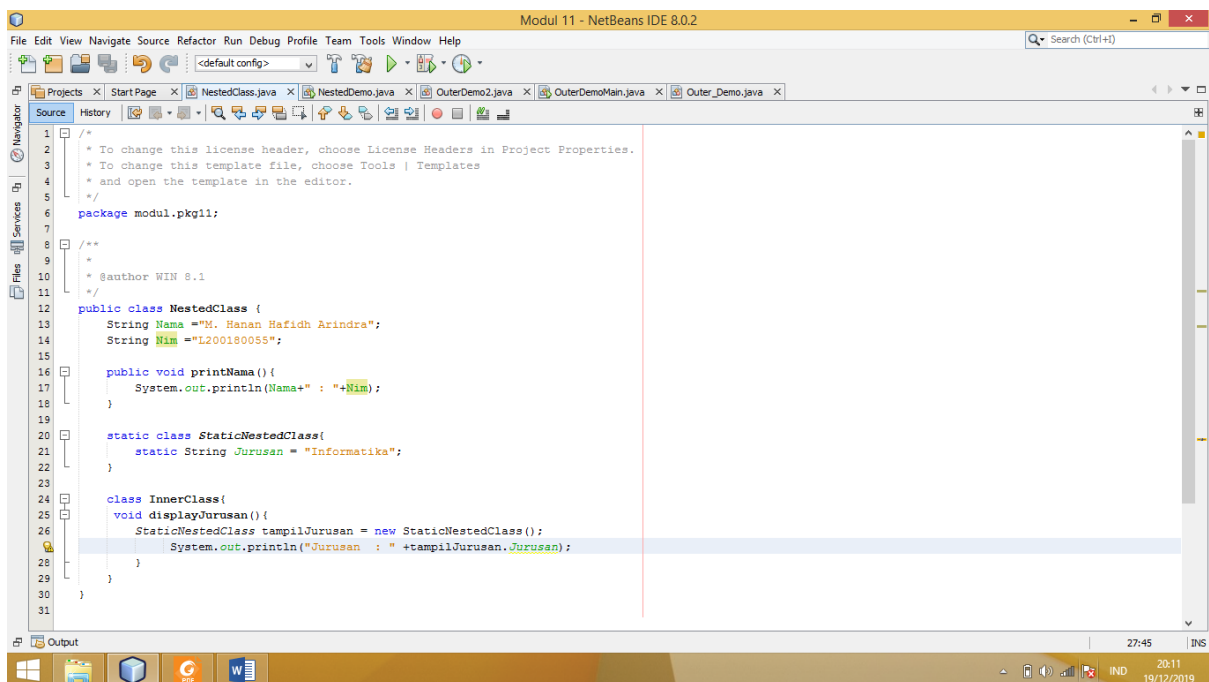 Modul 11 - NetBeans IDE 8.0.2
File Edit View Navigate Source Refactor Run Debug Profile Team Tools Window Help
Search (Ctrl+I)
<default config>
Projects Start Page NestedClass.java NestedDemo.java OuterDemo2.java OuterDemoMain.java Outer_Demo.java
Source History
Navigator
Services
Files
1 /*
2 * To change this license header, choose License Headers in Project Properties.
3 * To change this template file, choose Tools | Templates
4 * and open the template in the editor.
5 */
6 package modul.pkg11;
7
8 /**
9 *
10 * @author WIN 8.1
11 */
12 public class NestedClass {
13 String Nama ="M. Hanan Hafidh Arindra";
14 String Nim ="L200180055";
15
16 public void printNama(){
17 System.out.println(Nama+" : "+Nim);
18 }
19
20 static class StaticNestedClass{
21 static String Jurusan = "Informatika";
22 }
23
24 class InnerClass{
25 void displayJurusan(){
26 StaticNestedClass tampilJurusan = new StaticNestedClass();
System.out.println("Jurusan  : " +tampilJurusan.Jurusan);
28 }
29 }
30 }
31
Output
27:45 INS
IND 20:11
19/12/2019